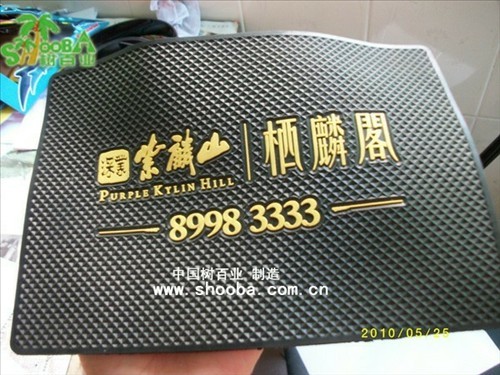 SHOOBA
树百业
紫麟山 栖麟閣
PURPLE KYLIN HILL
8998 3333
中国树百业 制造
www.shooba.com.cn
2010/05/25